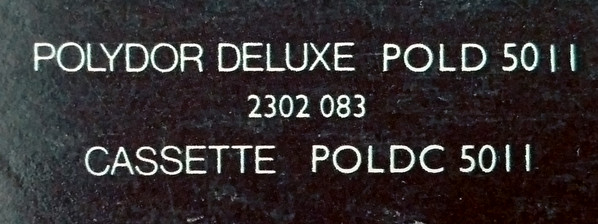 POLYDOR DELUXE POLD 5011
2302 083
CASSETTE POLDC 5011